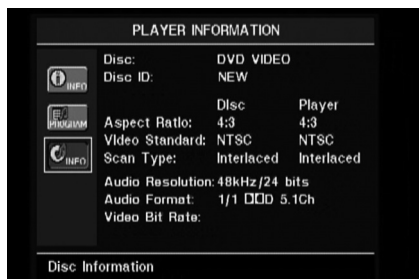 PLAYER INFORMATION
Disc: DVD VIDEO
Disc ID: NEW
INFO
Disc Player
PROGRAM
Aspect Ratio: 4:3 4:3
Video Standard: NTSC NTSC
INFO
Scan Type: Interlaced Interlaced
Audio Resolution: 48kHz/24 bits
Audio Format: 1/1 DD D 5.1Ch
Video Bit Rate:
Disc Information